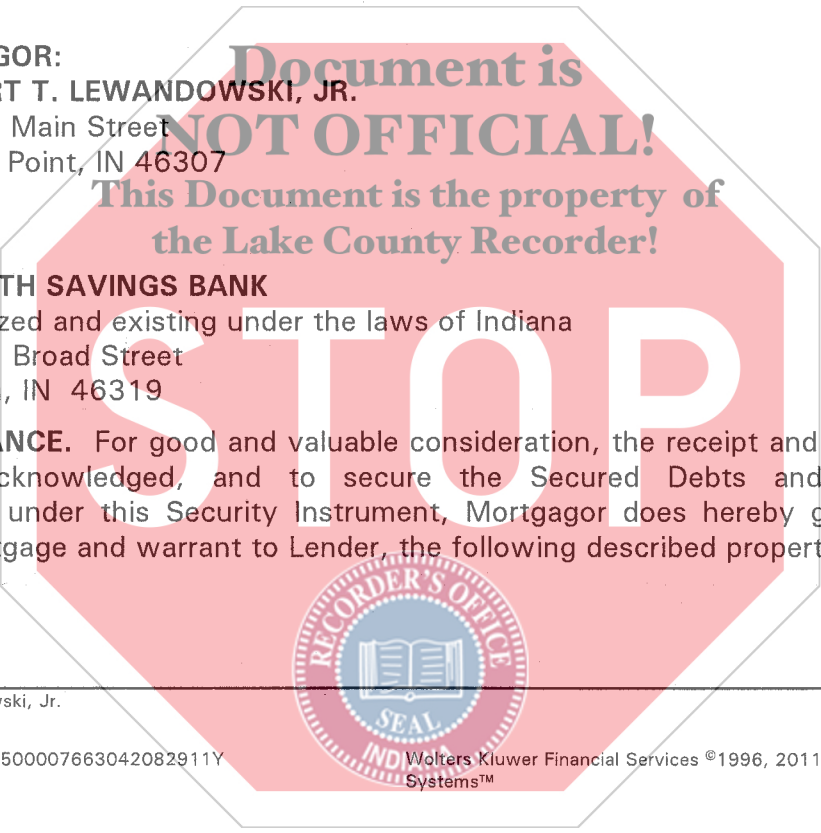 GOR:
Document is
RT T. LEWANDOWSKI, JR.
Main Street
NOT OFFICIAL!
Point, IN 46307
This Document is the property of
the Lake County Recorder!
TH SAVINGS BANK
zed and existing under the laws of Indiana
Broad Street
, IN 46319
STOP
ANCE. For good and valuable consideration, the receipt and
cknowledged, and to secure the Secured Debts and
under this Security Instrument, Mortgagor does hereby g
gage and warrant to Lender, the following described propert
RECORDER'S OFFICE
SEAL
INDIANA
ski, Jr.
500007663042082911Y
Wolters Kluwer Financial Services ©1996, 2011
Systems™